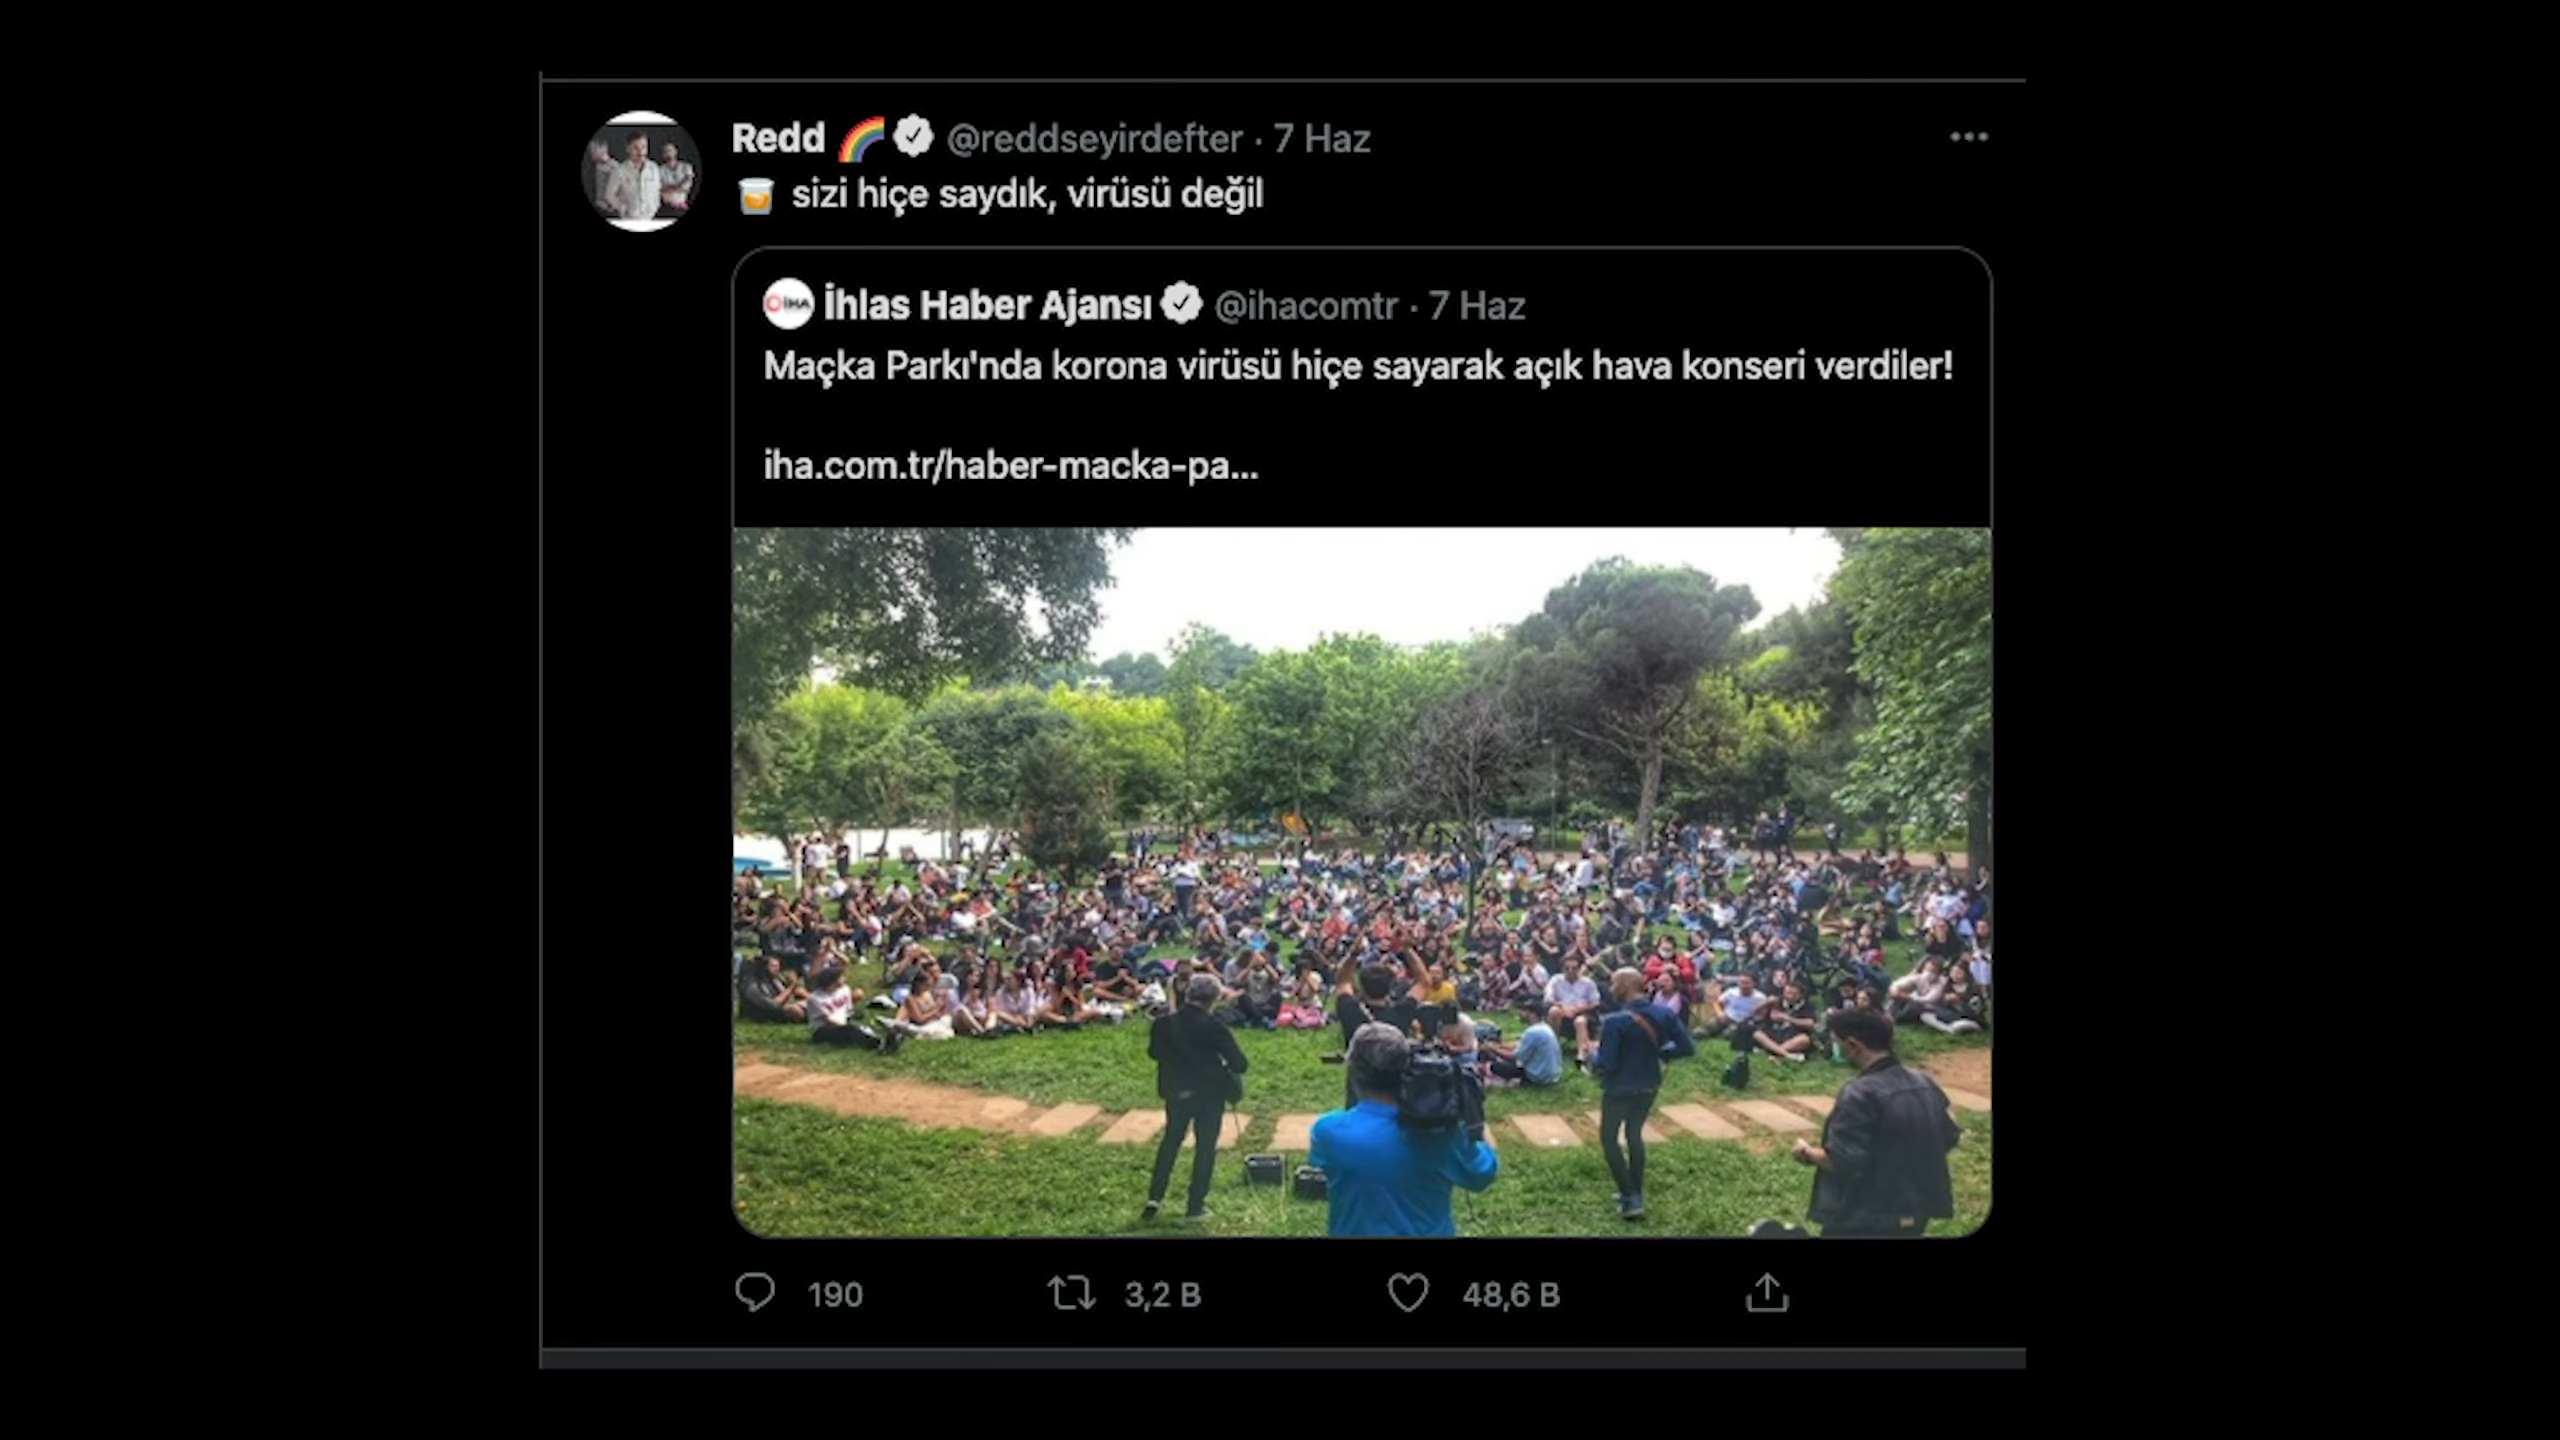 Redd @reddseyirdefter · 7 Haz
sizi hiçe saydık, virüsü değil
İHA İhlas Haber Ajansı @ihacomtr · 7 Haz
Maçka Parkı'nda korona virüsü hiçe sayarak açık hava konseri verdiler!
iha.com.tr/haber-macka-pa...
190 3,2 B 48,6 B